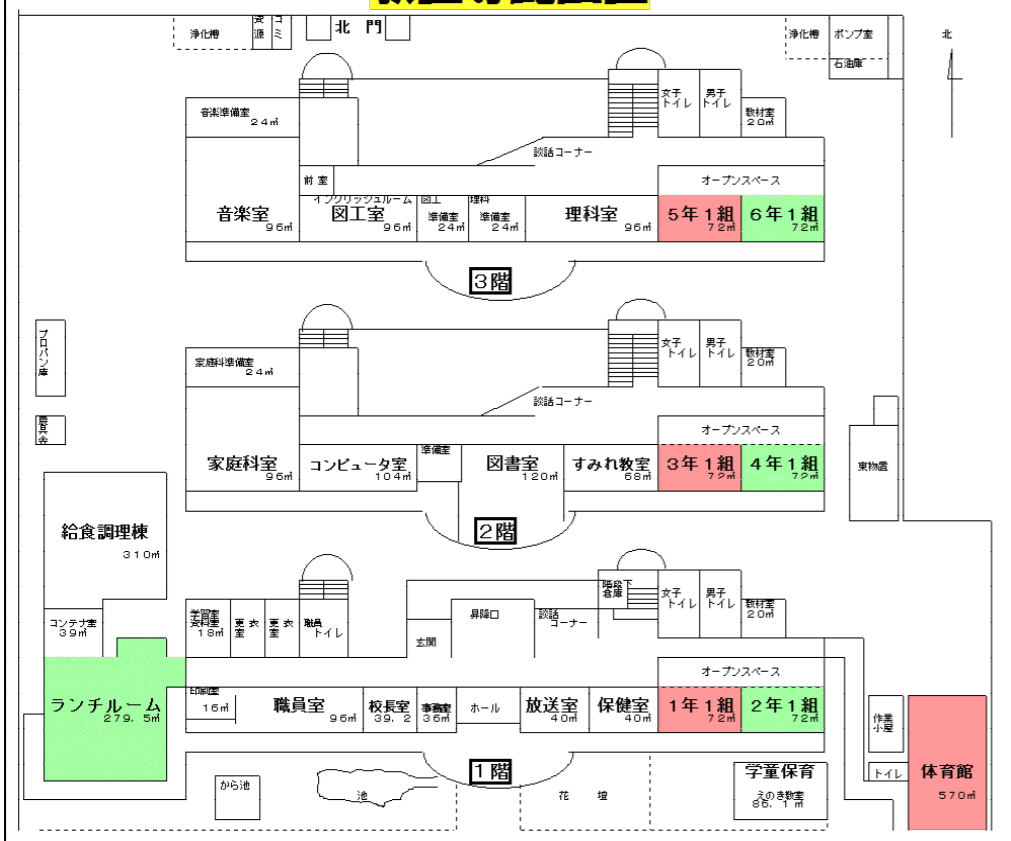 浄化槽
資源
ゴミ
北 門
浄化槽
ポンプ室
石油庫
北
音楽準備室
24㎡
女子
トイレ
男子
トイレ
教材室
20㎡
談話コーナー
前室
オープンスペース
音楽室
96㎡
イングリッシュルーム
図工室
96㎡
図工
準備室
24㎡
理科
準備室
24㎡
理科室
96㎡
5年1組
72㎡
6年1組
72㎡
3階
プロパン庫
農具舎
家庭科準備室
24㎡
女子
トイレ
男子
トイレ
教材室
20㎡
談話コーナー
オープンスペース
家庭科室
96㎡
コンピュータ室
104㎡
準備室
図書室
120㎡
すみれ教室
68㎡
3年1組
72㎡
4年1組
72㎡
東物置
2階
給食調理棟
310㎡
コンテナ室
39㎡
学習室
資料室
18㎡
更衣室
更衣室
職員
トイレ
玄関
昇降口
談話
コーナー
階段下
倉庫
女子
トイレ
男子
トイレ
教材室
20㎡
オープンスペース
ランチルーム
279.5㎡
印刷室
16㎡
職員室
96㎡
校長室
39.2
事務室
36㎡
ホール
放送室
40㎡
保健室
40㎡
1年1組
72㎡
2年1組
72㎡
作業
小屋
トイレ
体育館
570㎡
1階
から池
池
花 壇
学童保育
えのき教室
86.1㎡